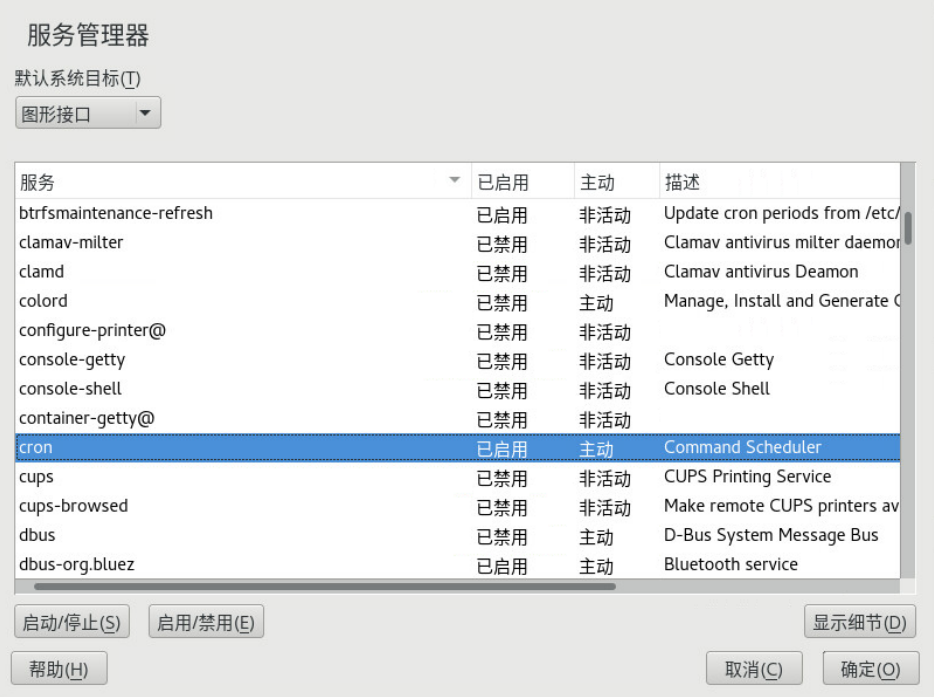 服务管理器
默认系统目标(T)
图形接口
服务 已启用 主动 描述
btrfsmaintenance-refresh 已启用 非活动 Update cron periods from /etc/
clamav-milter 已禁用 非活动 Clamav antivirus milter daemon
clamd 已禁用 非活动 Clamav antivirus Deamon
colord 已禁用 主动 Manage, Install and Generate C
configure-printer@ 已禁用 非活动
console-getty 已禁用 非活动 Console Getty
console-shell 已禁用 非活动 Console Shell
container-getty@ 已禁用 非活动
cron 已启用 主动 Command Scheduler
cups 已禁用 非活动 CUPS Printing Service
cups-browsed 已禁用 非活动 Make remote CUPS printers av
dbus 已禁用 主动 D-Bus System Message Bus
dbus-org.bluez 已启用 主动 Bluetooth service
启动/停止(S) 启用/禁用(E) 显示细节(D)
帮助(H) 取消(C) 确定(O)